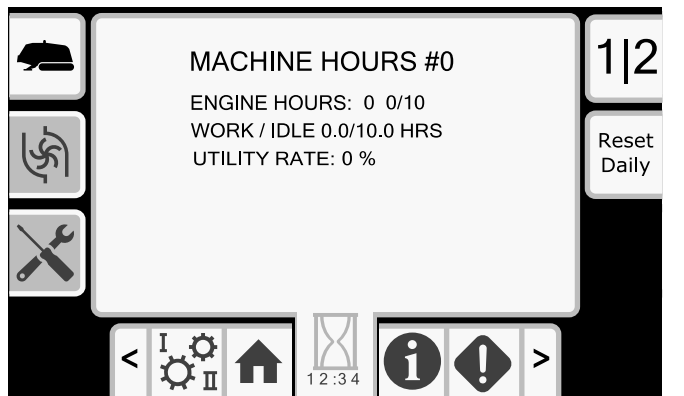 MACHINE HOURS #0
ENGINE HOURS: 0 0/10
WORK / IDLE 0.0/10.0 HRS
UTILITY RATE: 0 %
1|2
Reset
Daily
<
I
II
12:34
i
!
>